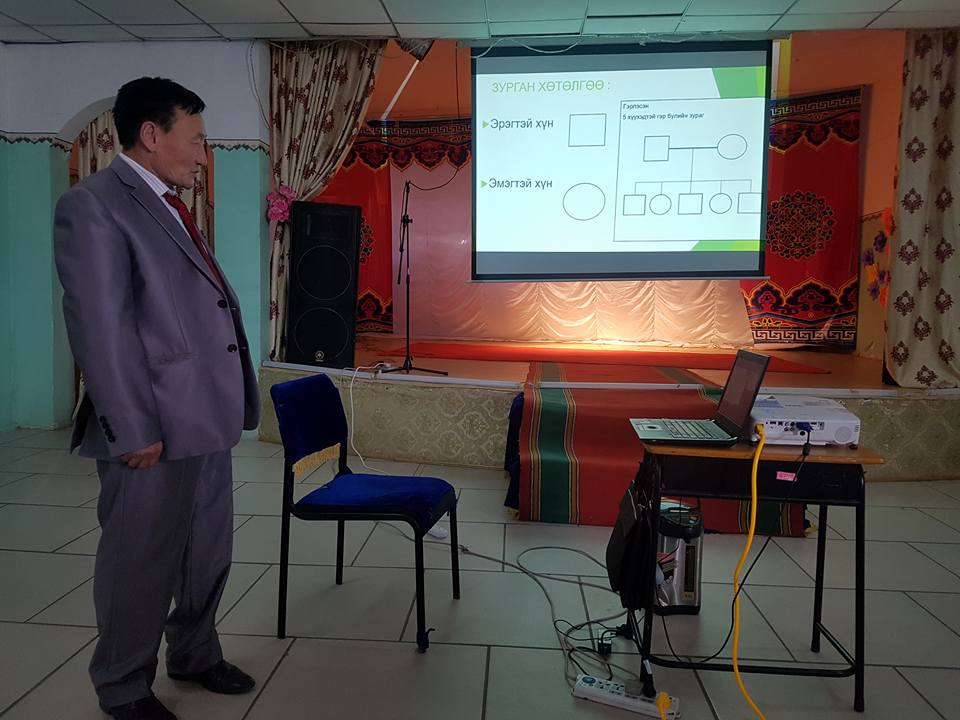 ЗУРГАН ХӨТӨЛГӨӨ :
Эрэгтэй хүн
Эмэгтэй хүн
Гэрлэсэн
5 хүүхэдтэй гэр бүлийн зураг